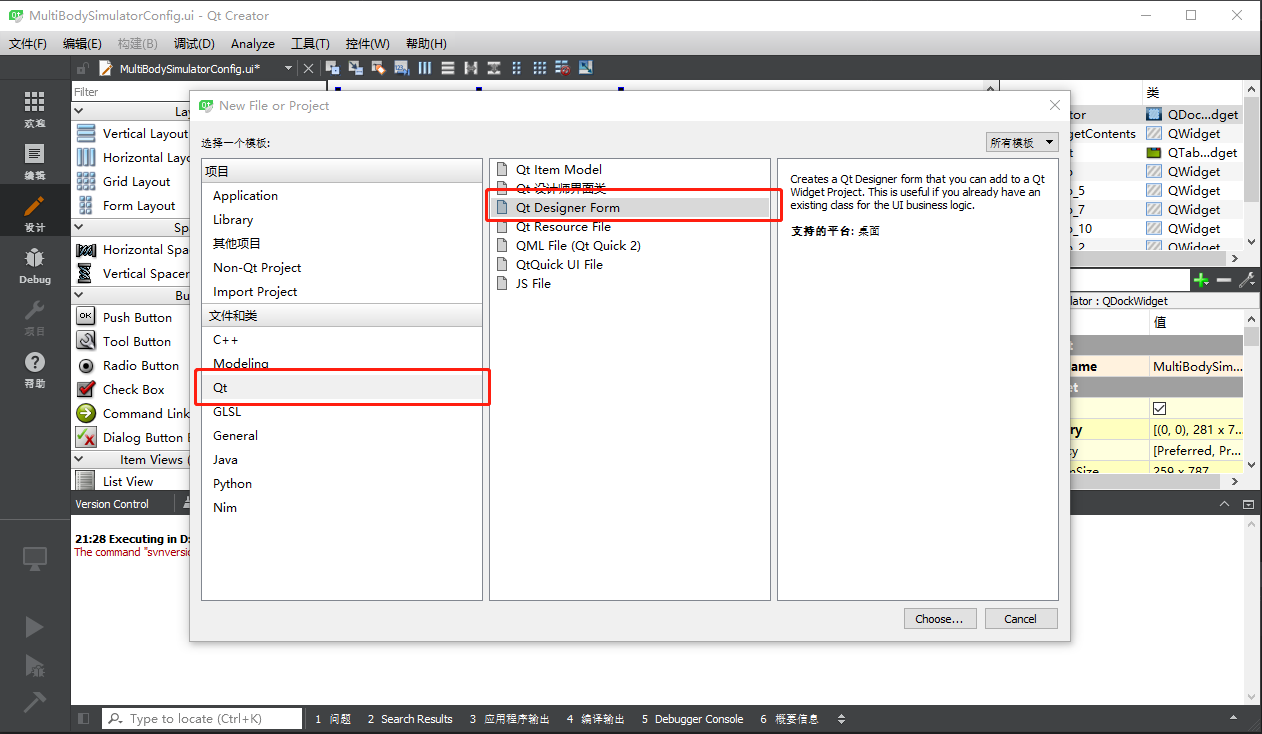 MultiBodySimulatorConfig.ui - Qt Creator
文件(F) 编辑(E) 构建(B) 调试(D) Analyze 工具(T) 控件(W) 帮助(H)
MultiBodySimulatorConfig.ui*
欢迎
编辑
设计
Debug
项目
帮助
Filter
Lay
Vertical Layout
Horizontal Layo
Grid Layout
Form Layout
Sp
Horizontal Spa
Vertical Spacer
Bu
Push Button
Tool Button
Radio Button
Check Box
Command Link
Dialog Button B
Item Views (
List View
New File or Project
选择一个模板:
所有模板
项目
Application
Library
其他项目
Non-Qt Project
Import Project
文件和类
C++
Modeling
Qt
GLSL
General
Java
Python
Nim
Qt Item Model
Qt 设计师界面类
Qt Designer Form
Qt Resource File
QML File (Qt Quick 2)
QtQuick UI File
JS File
Creates a Qt Designer form that you can add to a Qt
Widget Project. This is useful if you already have an
existing class for the UI business logic.
支持的平台: 桌面
Choose...
Cancel
类
tor QDoc...dget
getContents QWidget
t QTab...dget
QWidget
_5 QWidget
_7 QWidget
_10 QWidget
_2 QWidget
lator : QDockWidget
值
ame MultiBodySim...
et
ry [(0, 0), 281 x 7...
cy [Preferred, Pr...
mSize 259 x 787
Version Control
21:28 Executing in D:
The command "svnversio
Type to locate (Ctrl+K)
1 问题 2 Search Results 3 应用程序输出 4 编译输出 5 Debugger Console 6 概要信息